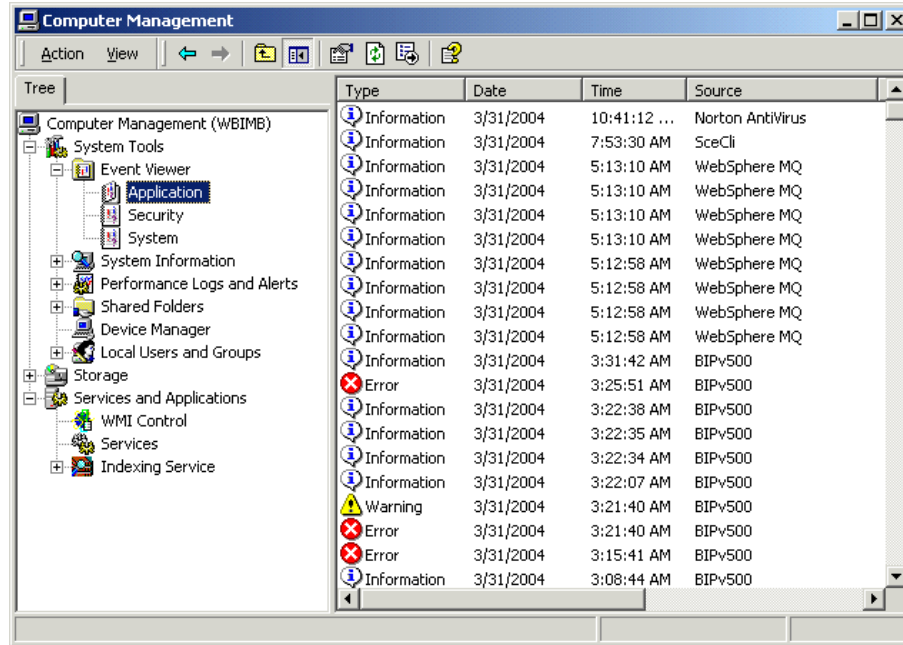 Computer Management
Action View
Tree
Computer Management (WBIMB)
System Tools
Event Viewer
Application
Security
System
System Information
Performance Logs and Alerts
Shared Folders
Device Manager
Local Users and Groups
Storage
Services and Applications
WMI Control
Services
Indexing Service
Type Date Time Source
Information 3/31/2004 10:41:12 ... Norton AntiVirus
Information 3/31/2004 7:53:30 AM SceCli
Information 3/31/2004 5:13:10 AM WebSphere MQ
Information 3/31/2004 5:13:10 AM WebSphere MQ
Information 3/31/2004 5:13:10 AM WebSphere MQ
Information 3/31/2004 5:13:10 AM WebSphere MQ
Information 3/31/2004 5:12:58 AM WebSphere MQ
Information 3/31/2004 5:12:58 AM WebSphere MQ
Information 3/31/2004 5:12:58 AM WebSphere MQ
Information 3/31/2004 5:12:58 AM WebSphere MQ
Information 3/31/2004 3:31:42 AM BIPv500
Error 3/31/2004 3:25:51 AM BIPv500
Information 3/31/2004 3:22:38 AM BIPv500
Information 3/31/2004 3:22:35 AM BIPv500
Information 3/31/2004 3:22:34 AM BIPv500
Information 3/31/2004 3:22:07 AM BIPv500
Warning 3/31/2004 3:21:40 AM BIPv500
Error 3/31/2004 3:21:40 AM BIPv500
Error 3/31/2004 3:15:41 AM BIPv500
Information 3/31/2004 3:08:44 AM BIPv500